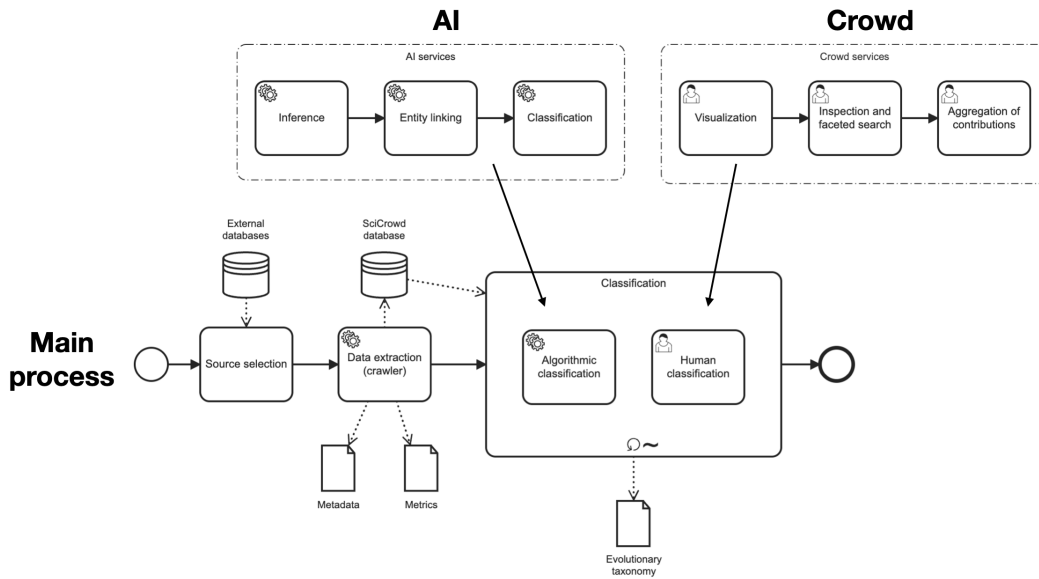 AI
Crowd
AI services
Crowd services
Inference
Entity linking
Classification
Visualization
Inspection and
faceted search
Aggregation of
contributions
External
databases
SciCrowd
database
Classification
Main
process
Source selection
Data extraction
(crawler)
Algorithmic
classification
Human
classification
Metadata
Metrics
Evolutionary
taxonomy